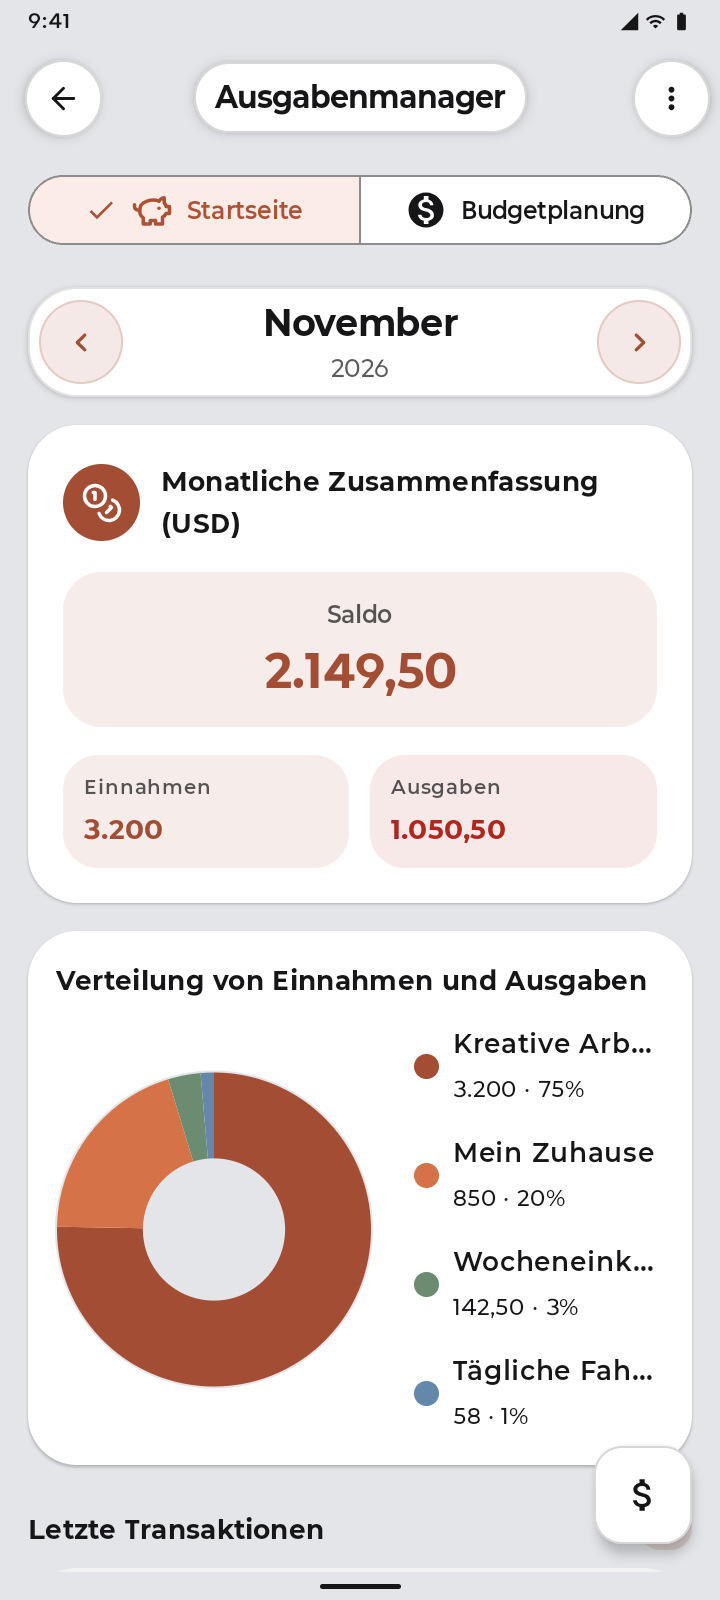 9:41
Ausgabenmanager
Startseite
Budgetplanung
November
2026
Monatliche Zusammenfassung
(USD)
Saldo
2.149,50
Einnahmen
3.200
Ausgaben
1.050,50
Verteilung von Einnahmen und Ausgaben
Kreative Arb...
3.200 · 75%
Mein Zuhause
850 · 20%
Wocheneink...
142,50 · 3%
Tägliche Fah...
58 · 1%
$
Letzte Transaktionen